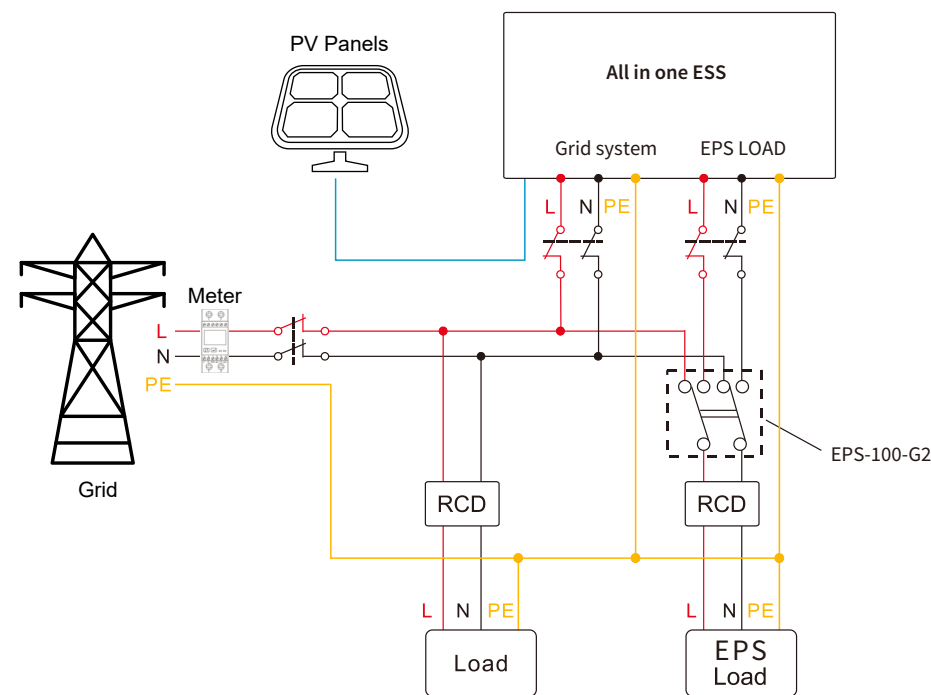 PV Panels
All in one ESS
Grid system
EPS LOAD
L N PE
L N PE
Meter
L
N
PE
Grid
EPS-100-G2
RCD
RCD
L N PE
L N PE
Load
EPS
Load